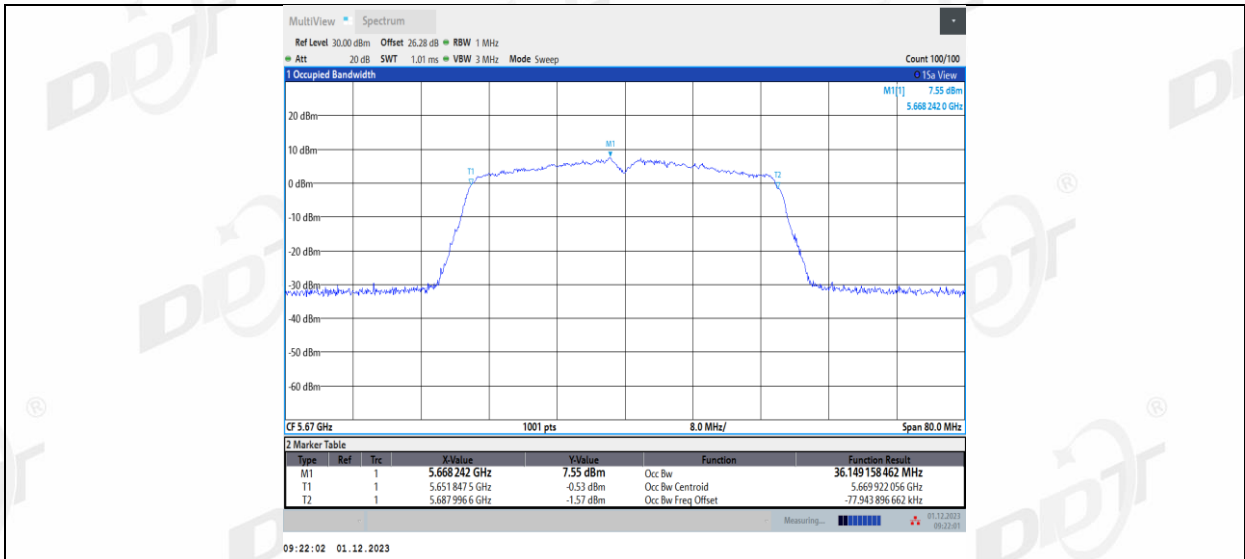 MultiView Spectrum
Ref Level 30.00 dBm Offset 26.28 dB RBW 1 MHz
Att 20 dB SWT 1.01 ms VBW 3 MHz Mode Sweep Count 100/100
1 Occupied Bandwidth 1Sa View
M1[1] 7.55 dBm
5.668 242 0 GHz
20 dBm
10 dBm
M1
T1
T2
0 dBm
-10 dBm
-20 dBm
-30 dBm
-40 dBm
-50 dBm
-60 dBm
CF 5.67 GHz 1001 pts 8.0 MHz/ Span 80.0 MHz
2 Marker Table
Type Ref Trc X-Value Y-Value Function Function Result
M1 1 5.668 242 GHz 7.55 dBm Occ Bw 36.149 158 462 MHz
T1 1 5.651 847 5 GHz -0.53 dBm Occ Bw Centroid 5.669 922 056 GHz
T2 1 5.687 996 6 GHz -1.57 dBm Occ Bw Freq Offset -77.943 896 662 kHz
Measuring... 01.12.2023
09:22:01
09:22:02 01.12.2023
DDT
DDT
DDT
DDT
DDT